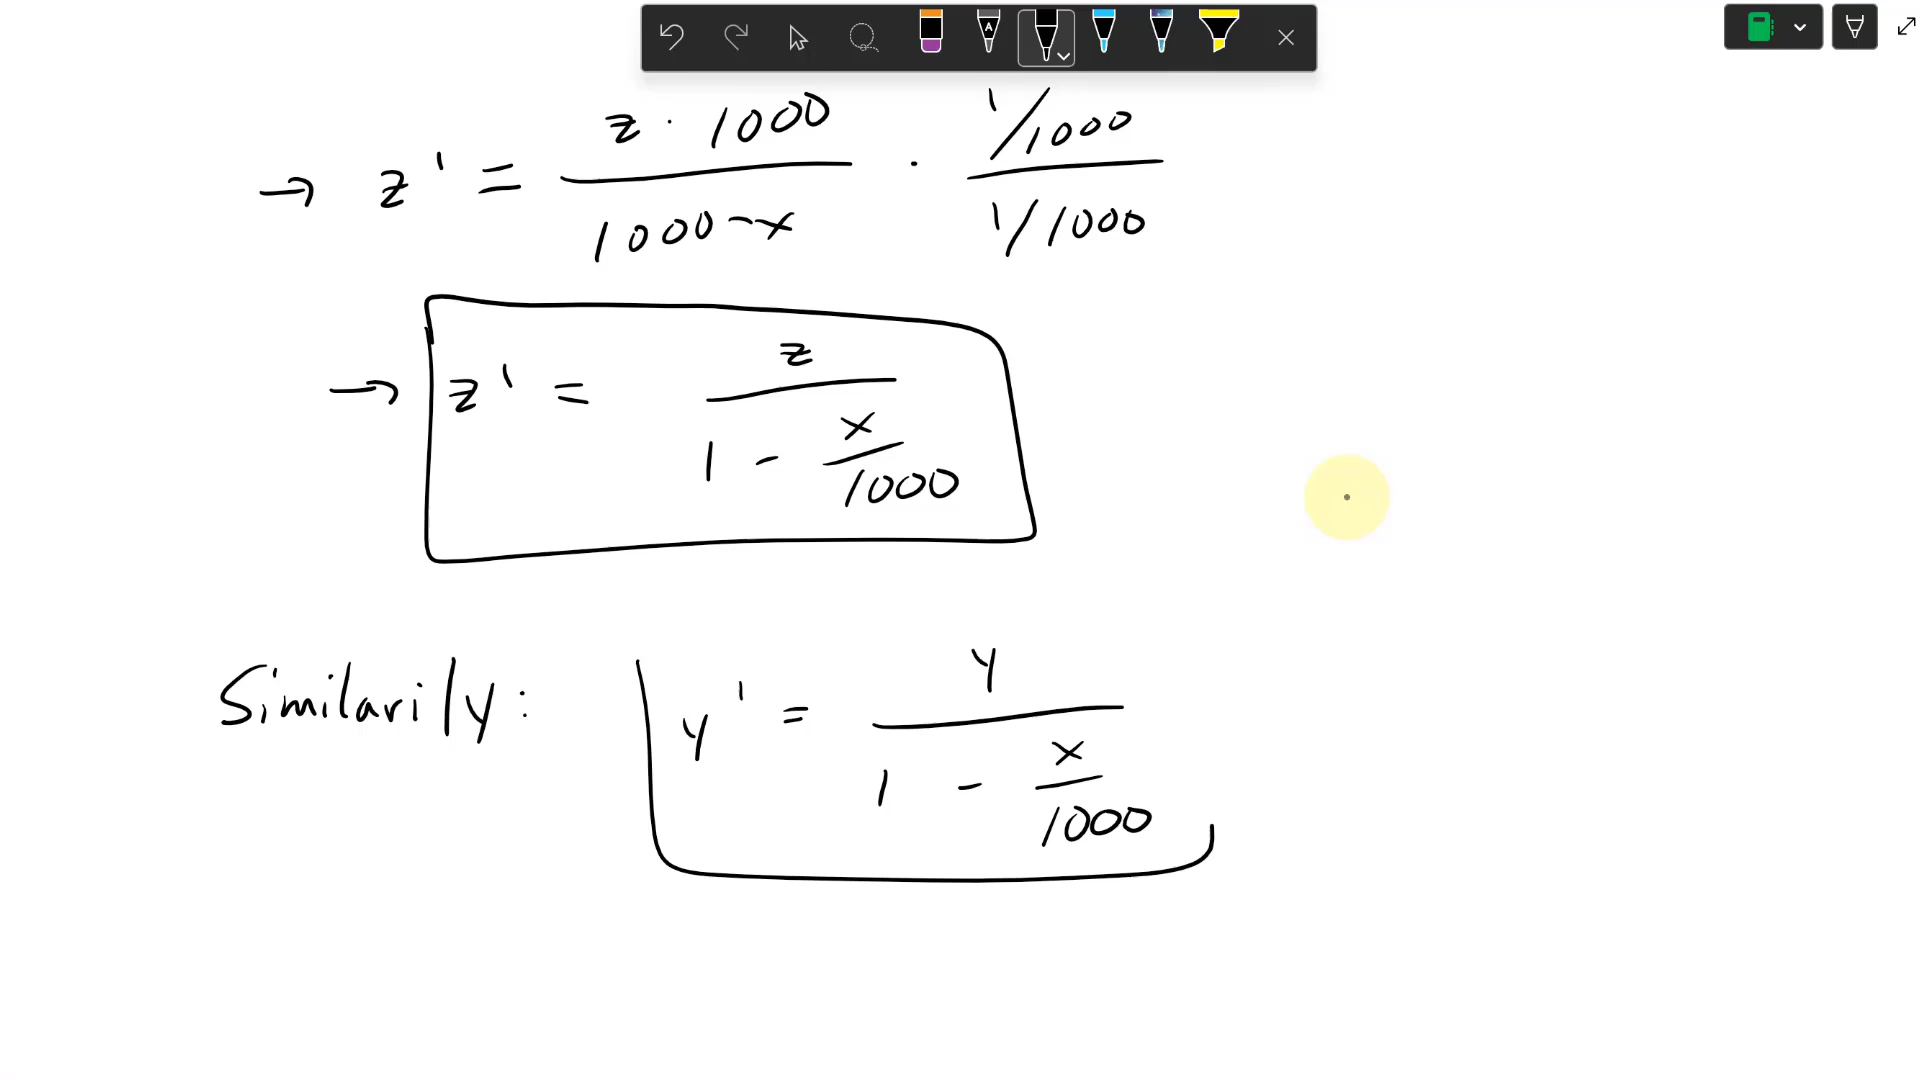 → z' = z · 1000 / 1000 - x · 1/1000 / 1/1000
→ z' = z / 1 - x/1000
Similarily: y' = y / 1 - x/1000